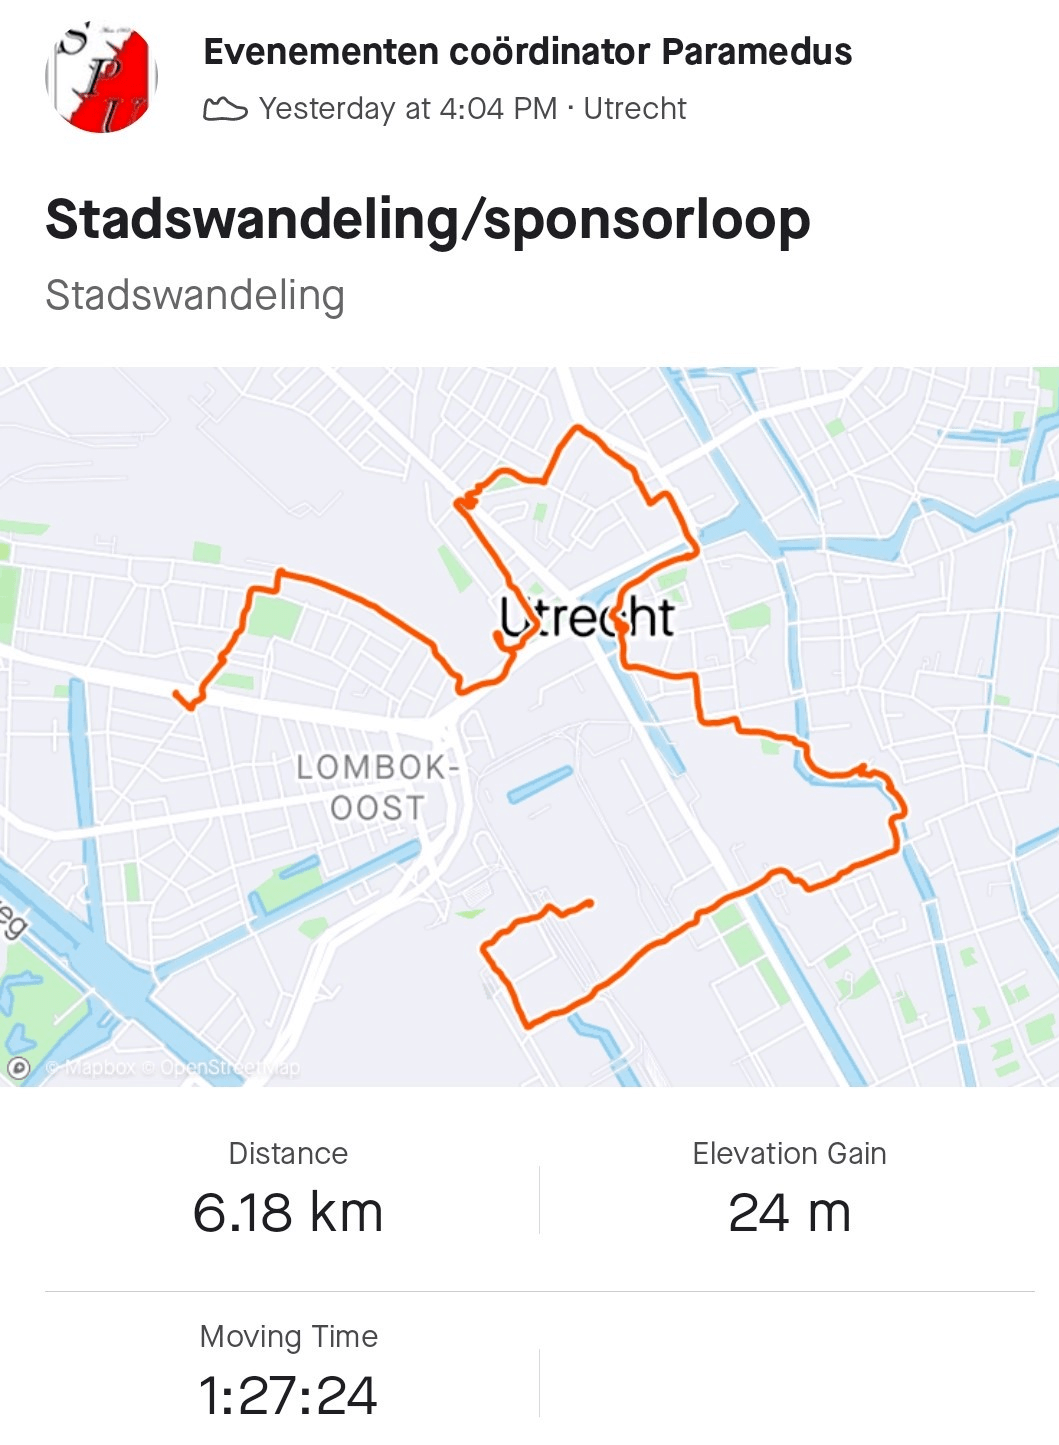 S
P
U
Evenementen coördinator Paramedus
Yesterday at 4:04 PM · Utrecht
Stadswandeling/sponsorloop
Stadswandeling
Utrecht
LOMBOK-
OOST
eg
© Mapbox © OpenStreetMap
Distance
6.18 km
Elevation Gain
24 m
Moving Time
1:27:24